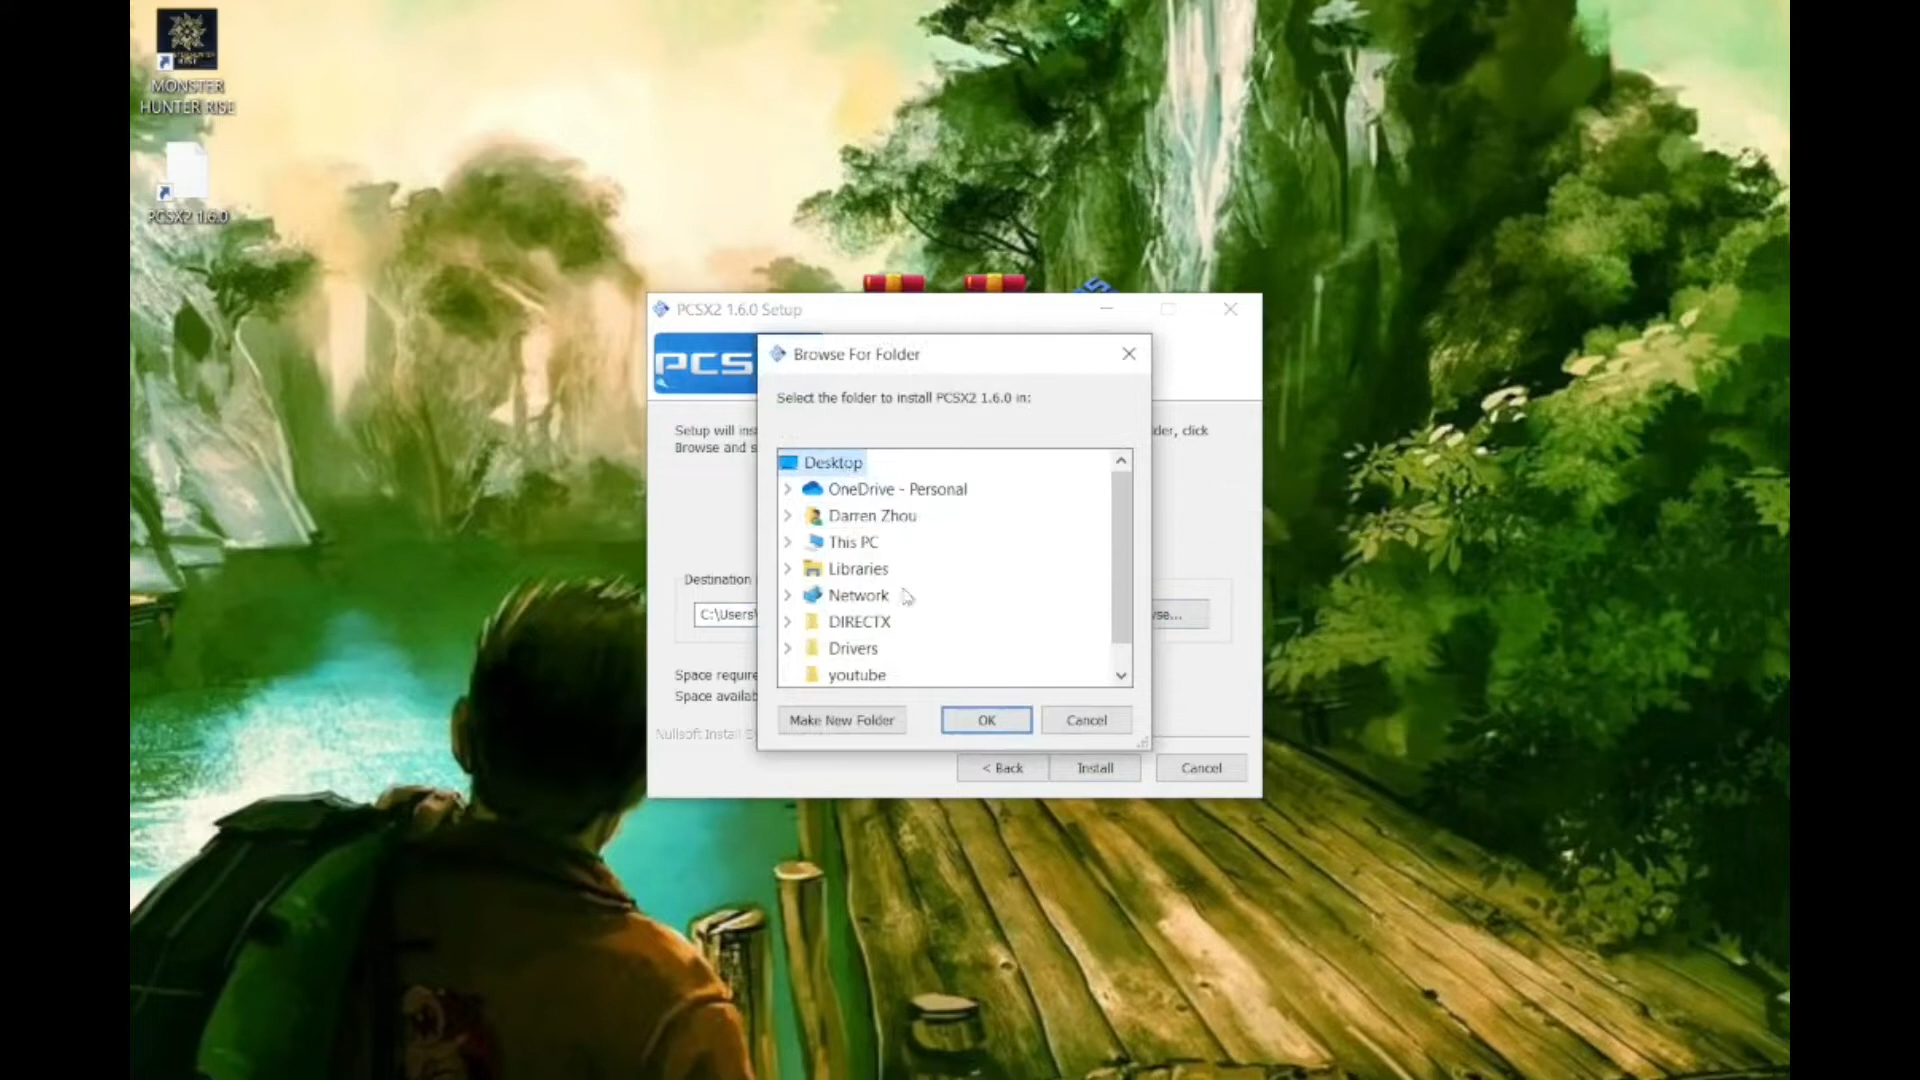 MONSTER
HUNTER RISE
PCSX2 1.6.0
PCSX2 1.6.0 Setup
PCS
Browse For Folder
Select the folder to install PCSX2 1.6.0 in:
Setup will ins
der, click
Browse and s
Desktop
OneDrive - Personal
Darren Zhou
This PC
Libraries
Network
DIRECTX
Drivers
youtube
Destination
C:\Users\
se...
Space require
Space availab
Make New Folder
OK
Cancel
Nullsoft Install S
< Back
Install
Cancel